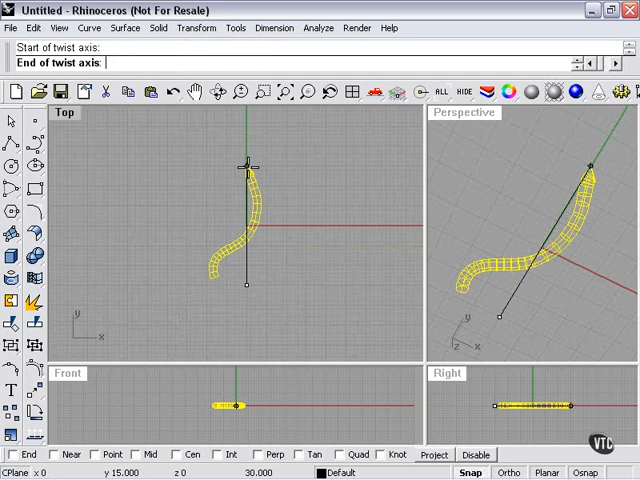 Untitled - Rhinoceros (Not For Resale)
File Edit View Curve Surface Solid Transform Tools Dimension Analyze Render Help
Start of twist axis:
End of twist axis:
ALL HIDE
Top
Perspective
y
x
y
z x
Front
Right
VTC
End Near Point Mid Cen Int Perp Tan Quad Knot Project Disable
CPlane x 0 y 15.000 z 0 30.000 Default Snap Ortho Planar Osnap
T